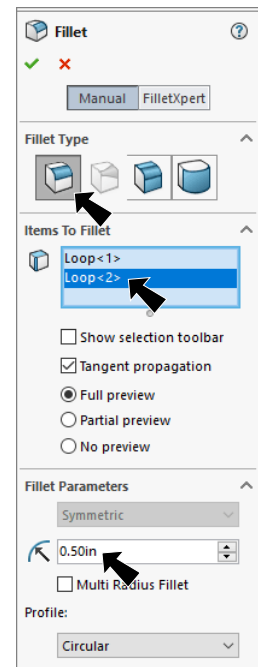 Fillet
Manual FilletXpert
Fillet Type
Items To Fillet
Loop<1>
Loop<2>
Show selection toolbar
Tangent propagation
Full preview
Partial preview
No preview
Fillet Parameters
Symmetric
0.50in
Multi Radius Fillet
Profile:
Circular